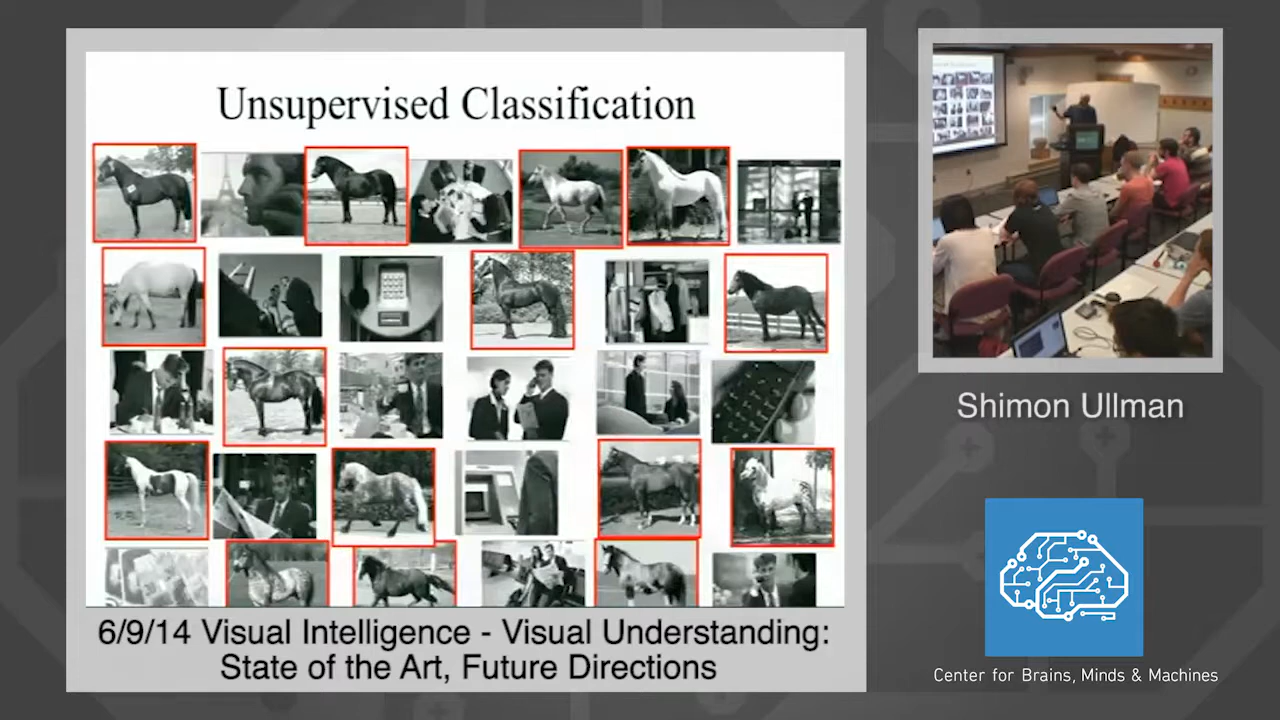 Unsupervised Classification
6/9/14 Visual Intelligence - Visual Understanding:
State of the Art, Future Directions
Shimon Ullman
Center for Brains, Minds & Machines